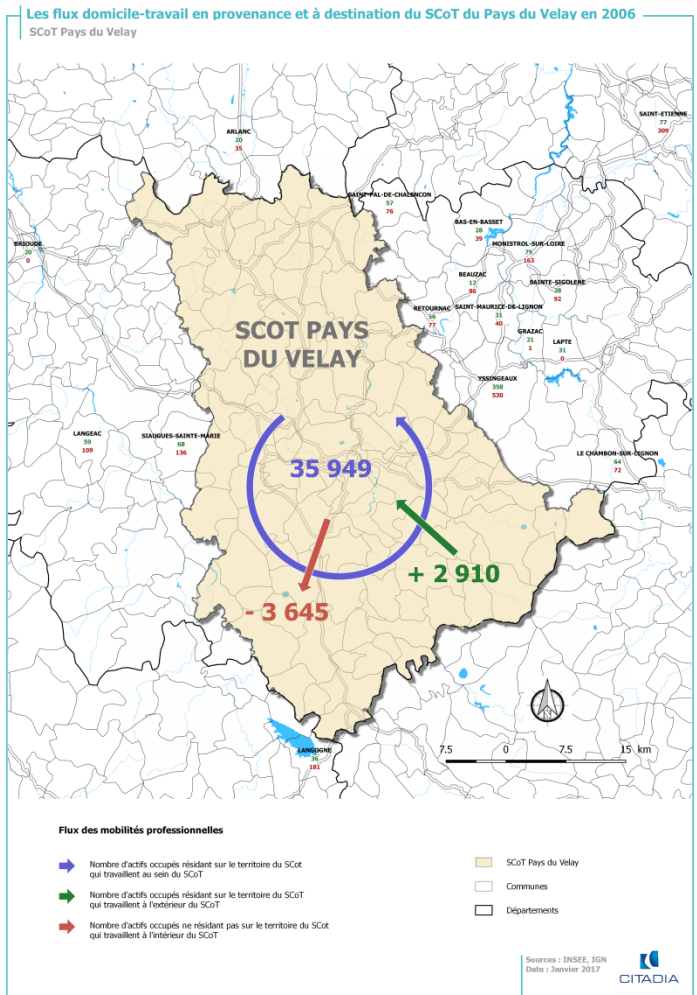 Les flux domicile-travail en provenance et à destination du SCoT du Pays du Velay en 2006
SCoT Pays du Velay
SAINT-ETIENNE
77
309
ARLANC
20
35
SAINT-PAL-DE-CHALENCON
57
76
BAS-EN-BASSET
28
39
MONISTROL-SUR-LOIRE
79
163
BRIOUDE
20
0
BEAUZAC
12
86
SAINTE-SIGOLENE
28
92
RETOURNAC
56
77
SAINT-MAURICE-DE-LIGNON
31
40
GRAZAC
21
1
LAPTE
31
0
SCOT PAYS
DU VELAY
YSSINGEAUX
358
530
LANGEAC
59
109
SIAUGUES-SAINTE-MARIE
68
136
LE CHAMBON-SUR-LIGNON
64
72
35 949
+ 2 910
- 3 645
LANGOGNE
36
181
7.5 0 7.5 15 km
Flux des mobilités professionnelles
Nombre d'actifs occupés résidant sur le territoire du SCot
qui travaillent au sein du SCoT
Nombre d'actifs occupés résidant sur le territoire du SCoT
qui travaillent à l'extérieur du SCoT
Nombre d'actifs occupés ne résidant pas sur le territoire du SCot
qui travaillent à l'intérieur du SCoT
SCoT Pays du Velay
Communes
Départements
Sources : INSEE, IGN
Date : Janvier 2017
CITADIA